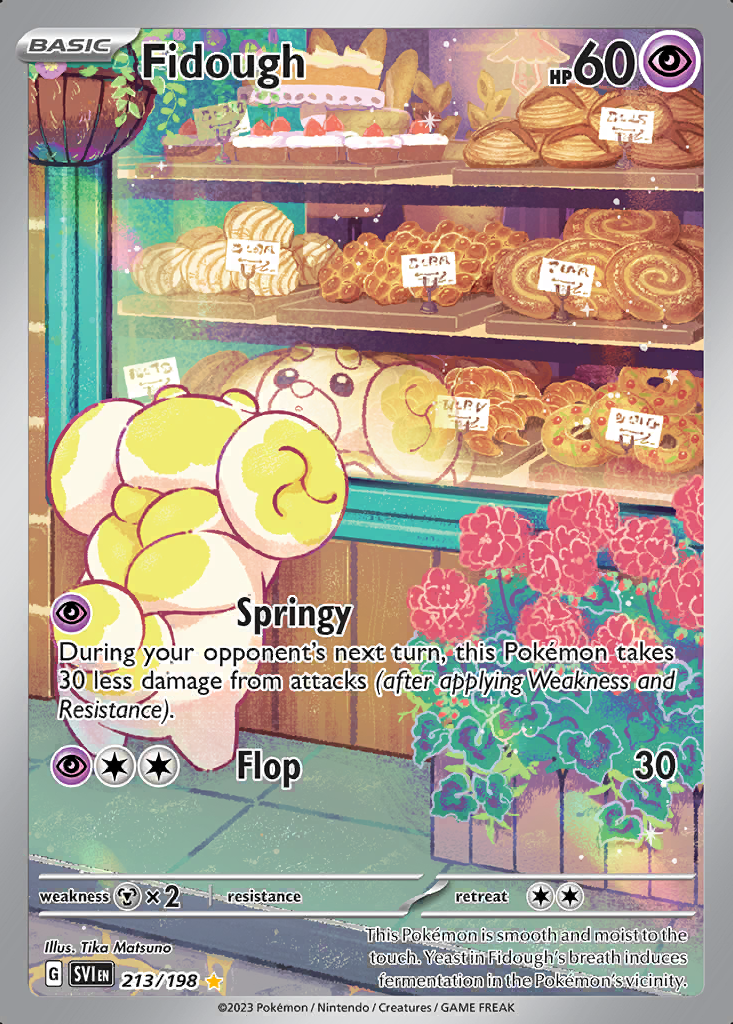 BASIC
Fidough
HP60
Springy
During your opponent's next turn, this Pokémon takes
30 less damage from attacks (after applying Weakness and
Resistance).
Flop 30
weakness ×2 resistance retreat
Illus. Tika Matsuno
This Pokémon is smooth and moist to the
touch. Yeast in Fidough's breath induces
fermentation in the Pokémon's vicinity.
G SVI EN 213/198
©2023 Pokémon / Nintendo / Creatures / GAME FREAK